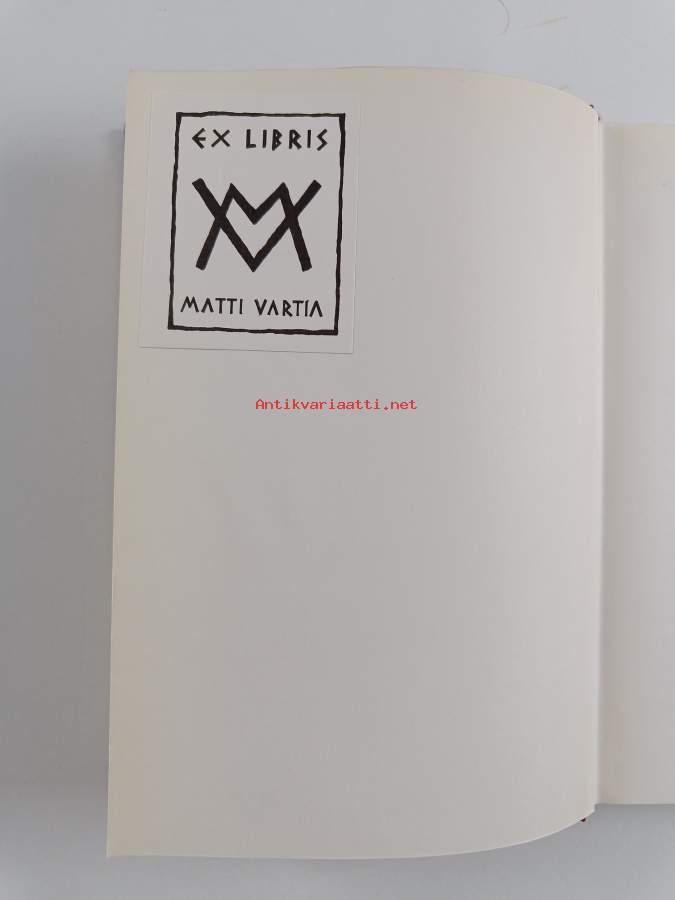 EX LIBRIS
MATTI VARTIA
Antikvariaatti.net